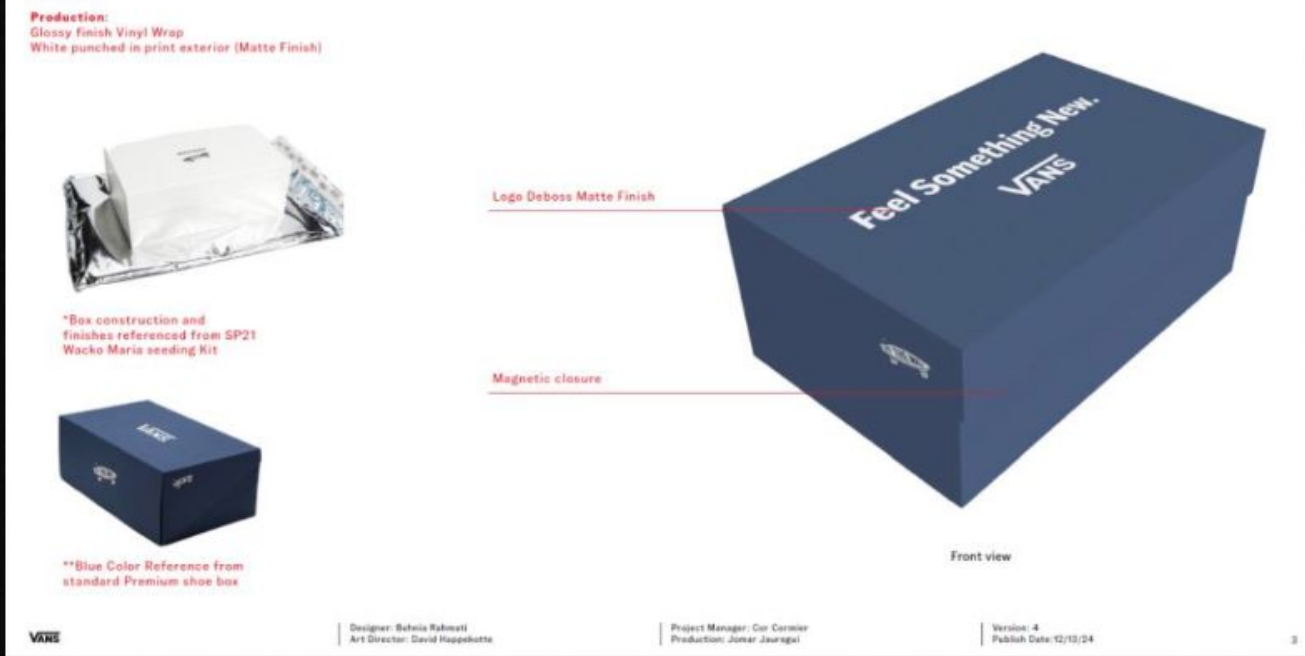 Production:
Glossy finish Vinyl Wrap
White punched in print exterior (Matte Finish)
Feel Something New.
VANS
Logo Deboss Matte Finish
*Box construction and
finishes referenced from SP21
Wacko Maria seeding Kit
Magnetic closure
VANS
**Blue Color Reference from
standard Premium shoe box
Front view
VANS
Designer: Behnia Rahmati
Art Director: David Happekotte
Project Manager: Cor Cormier
Production: Jomar Jauregui
Version: 4
Publish Date: 12/13/24
3